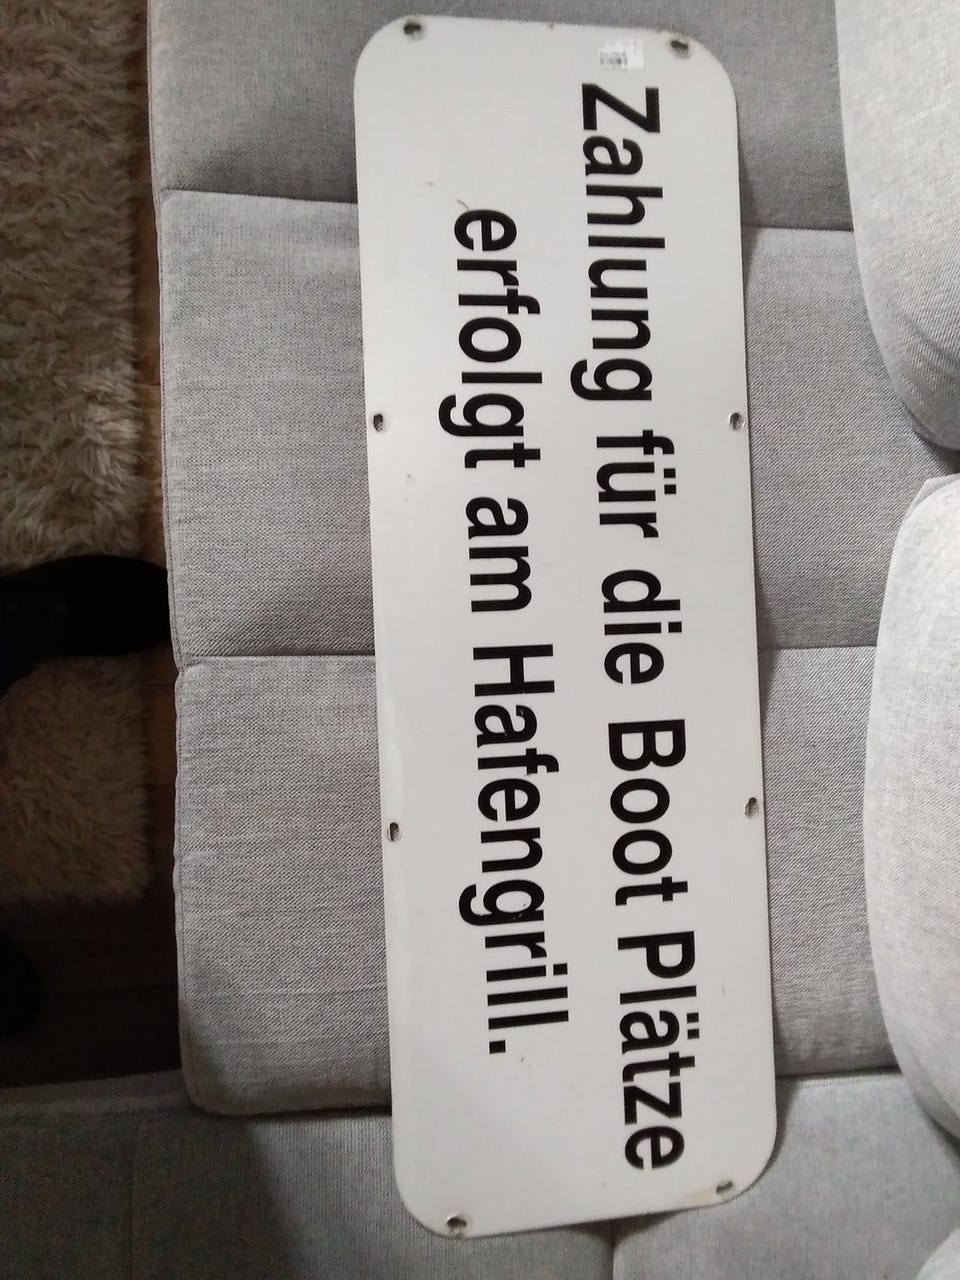 Zahlung für die Boot Plätze
erfolgt am Hafengrill.